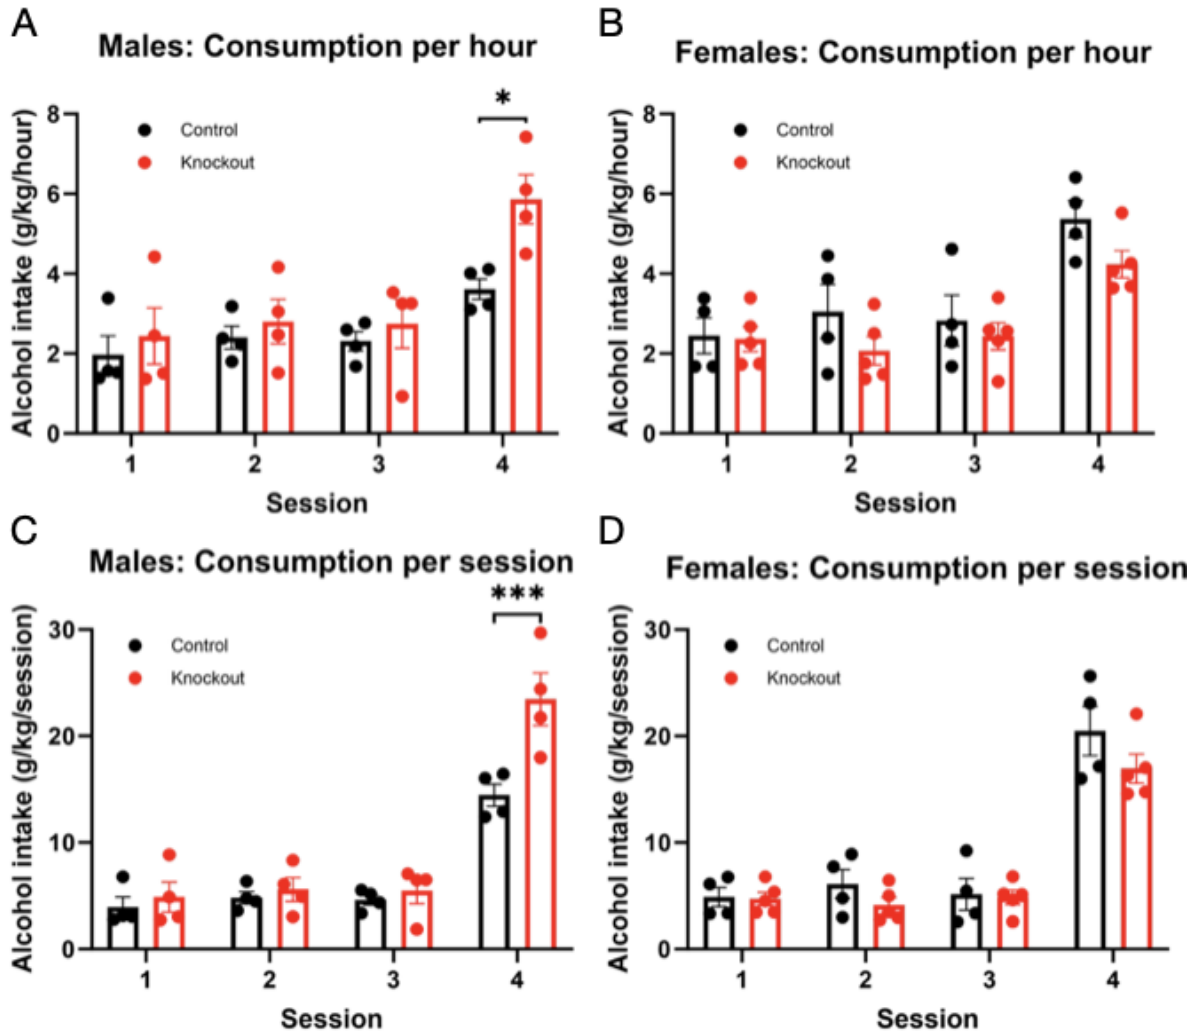 A
Males: Consumption per hour
Alcohol intake (g/kg/hour)
8
6
4
2
0
Control
Knockout
*
1 2 3 4
Session
B
Females: Consumption per hour
Alcohol intake (g/kg/hour)
8
6
4
2
0
Control
Knockout
1 2 3 4
Session
C
Males: Consumption per session
Alcohol intake (g/kg/session)
30
20
10
0
Control
Knockout
***
1 2 3 4
Session
D
Females: Consumption per session
Alcohol intake (g/kg/session)
30
20
10
0
Control
Knockout
1 2 3 4
Session